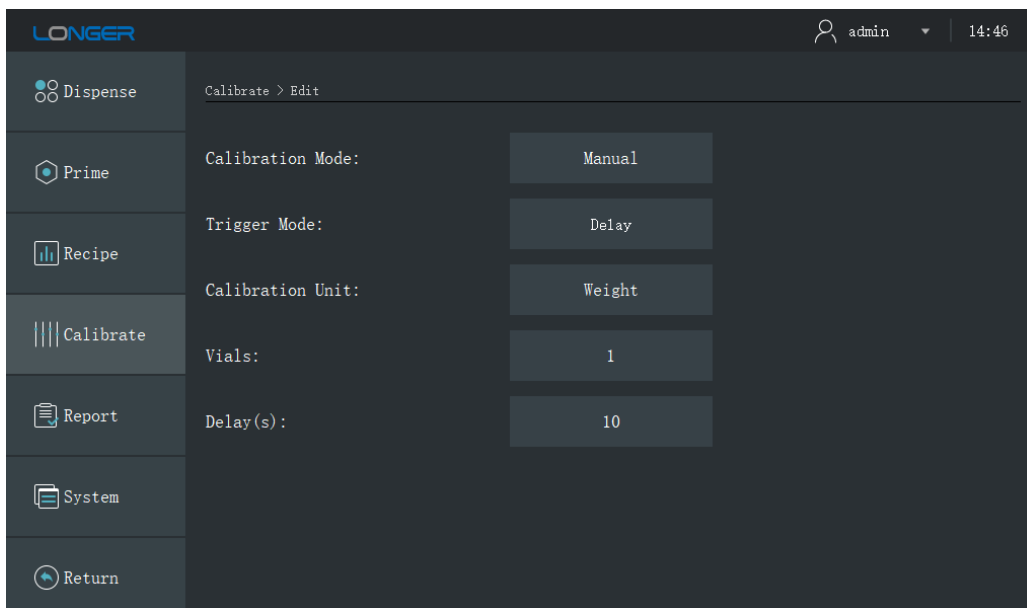 LONGER
admin
14:46
Dispense
Prime
Recipe
Calibrate
Report
System
Return
Calibrate > Edit
Calibration Mode: Manual
Trigger Mode: Delay
Calibration Unit: Weight
Vials: 1
Delay(s): 10